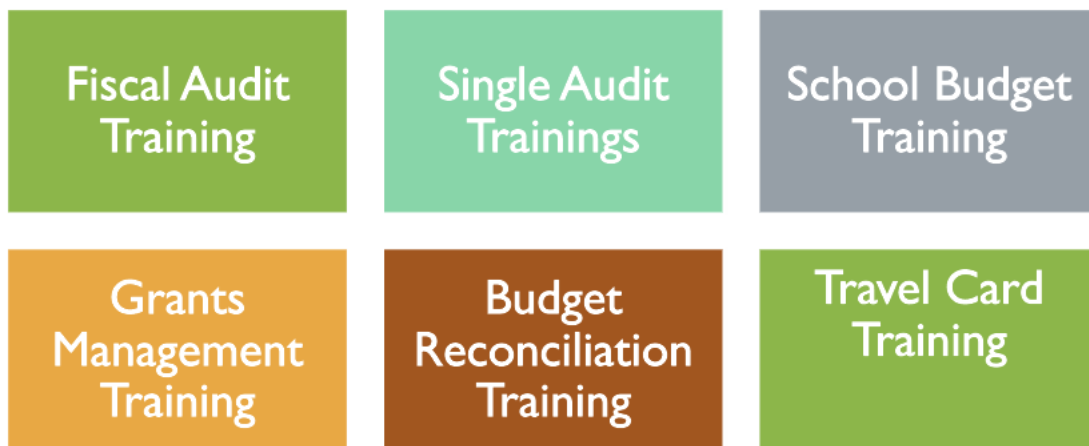 Fiscal Audit
Training
Single Audit
Trainings
School Budget
Training
Grants
Management
Training
Budget
Reconciliation
Training
Travel Card
Training